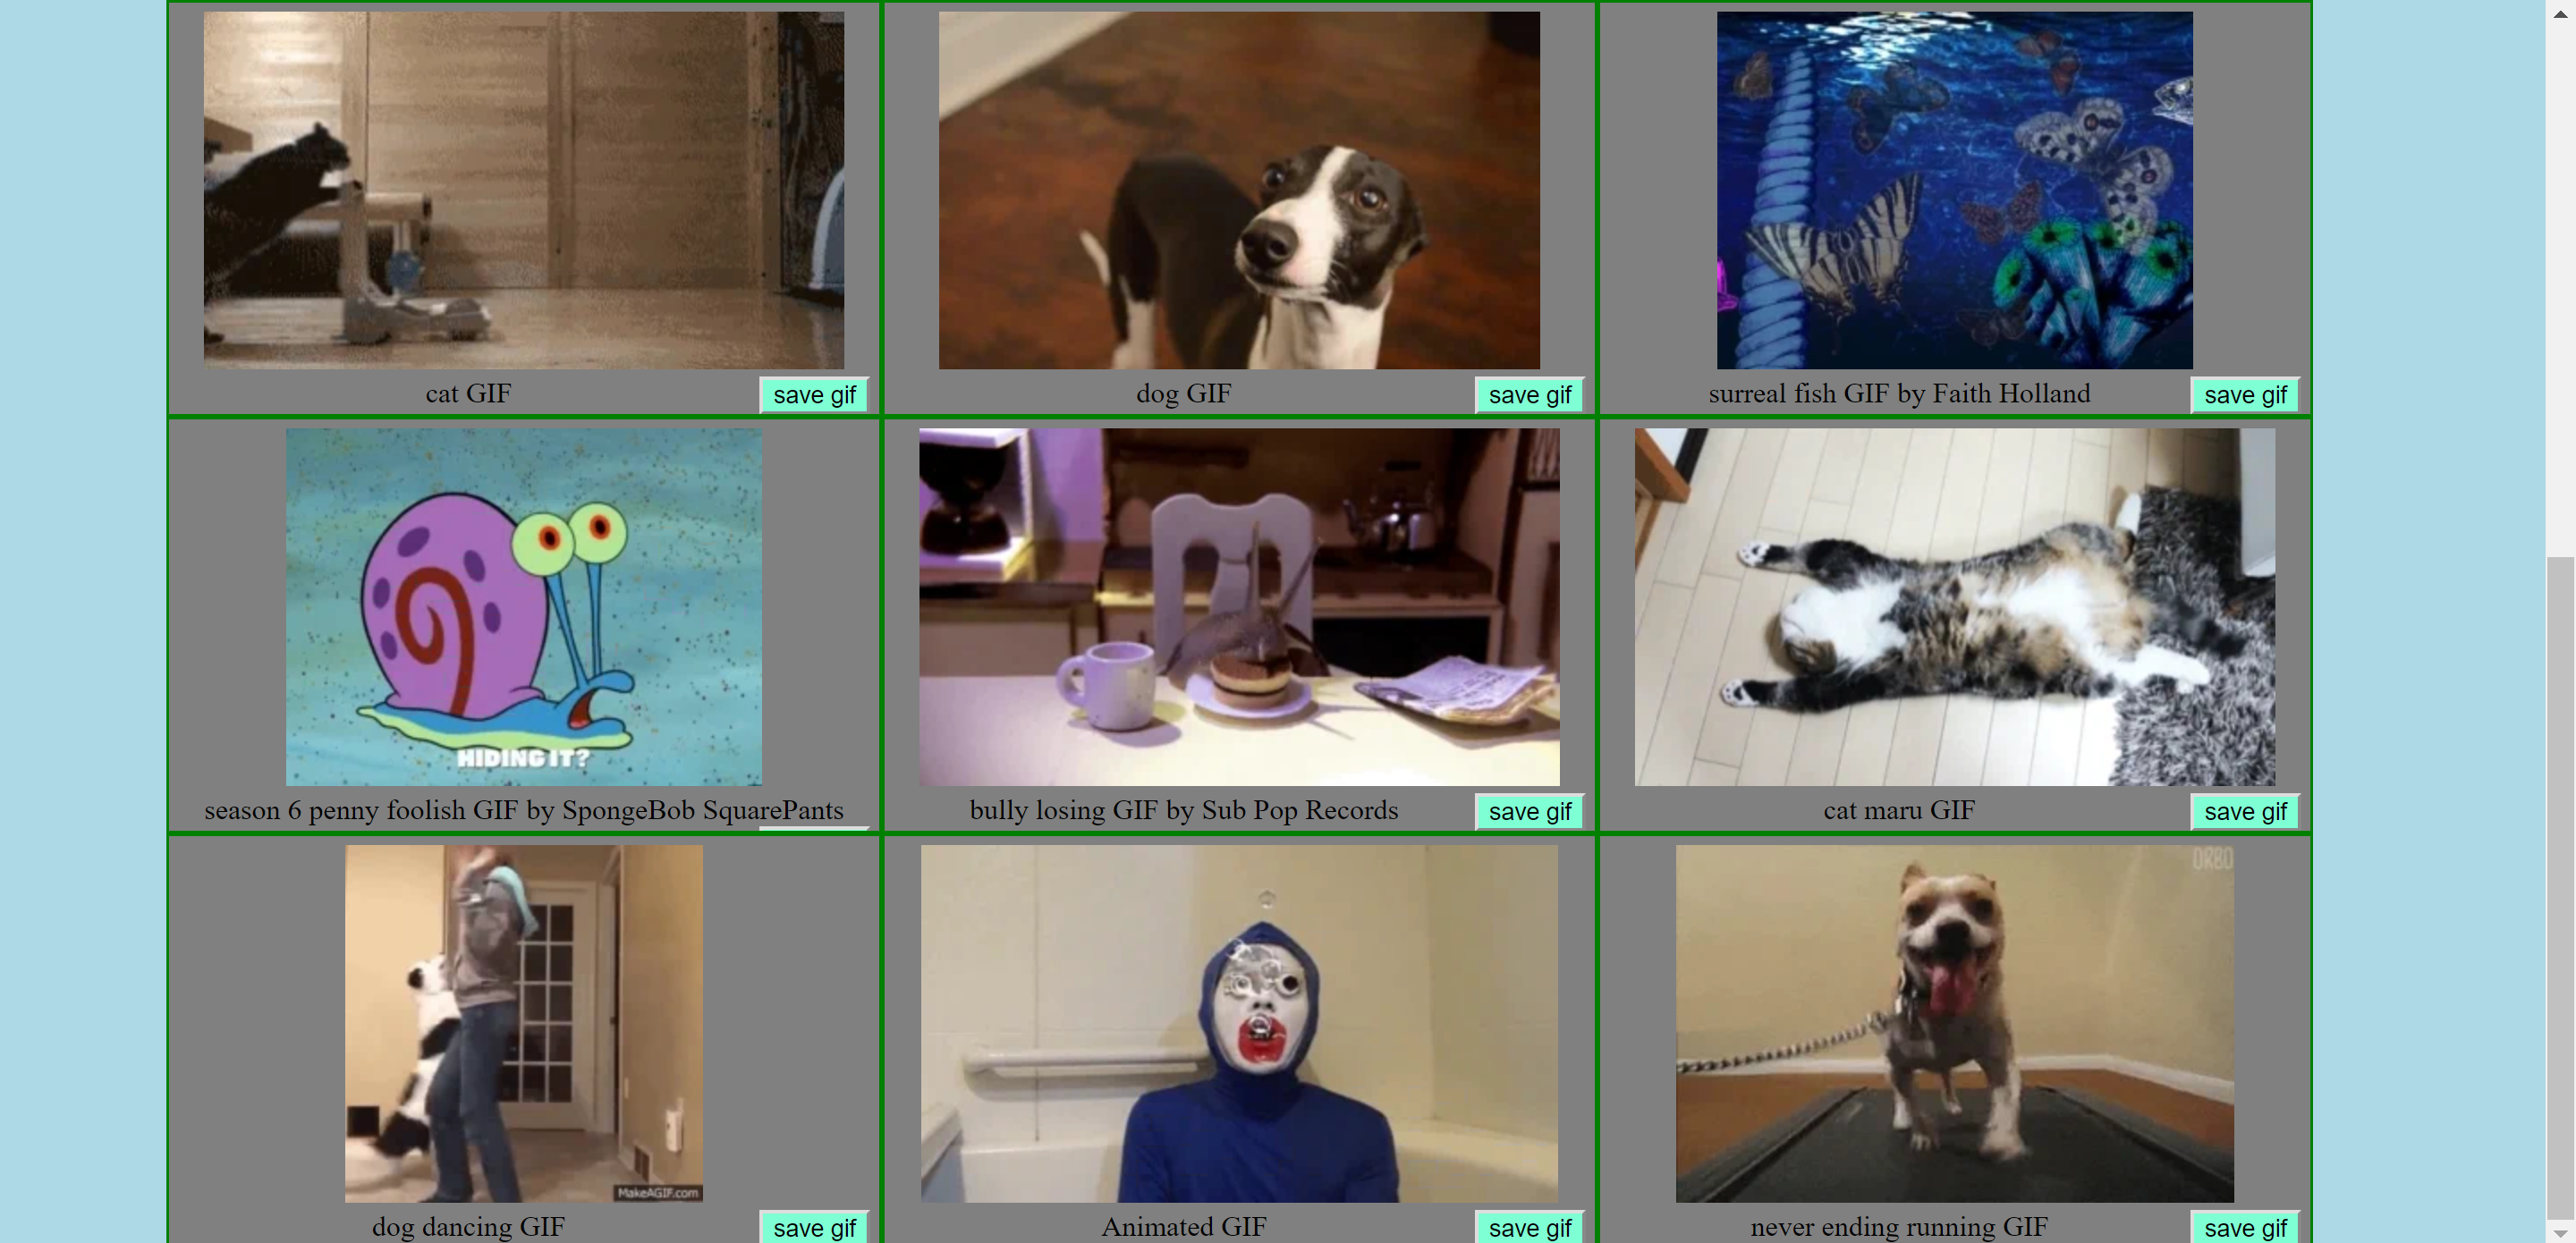 cat GIF
save gif
dog GIF
save gif
surreal fish GIF by Faith Holland
save gif
HIDING IT?
season 6 penny foolish GIF by SpongeBob SquarePants
bully losing GIF by Sub Pop Records
save gif
cat maru GIF
save gif
MakeAGIF.com
dog dancing GIF
save gif
Animated GIF
save gif
ORBO
never ending running GIF
save gif